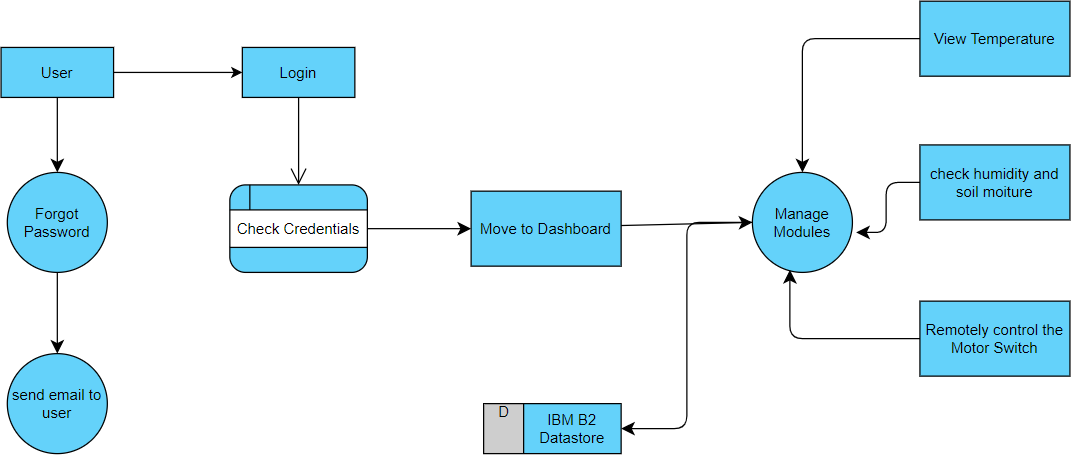 View Temperature
User
Login
check humidity and
soil moiture
Forgot
Password
Check Credentials
Move to Dashboard
Manage
Modules
Remotely control the
Motor Switch
send email to
user
D
IBM B2
Datastore